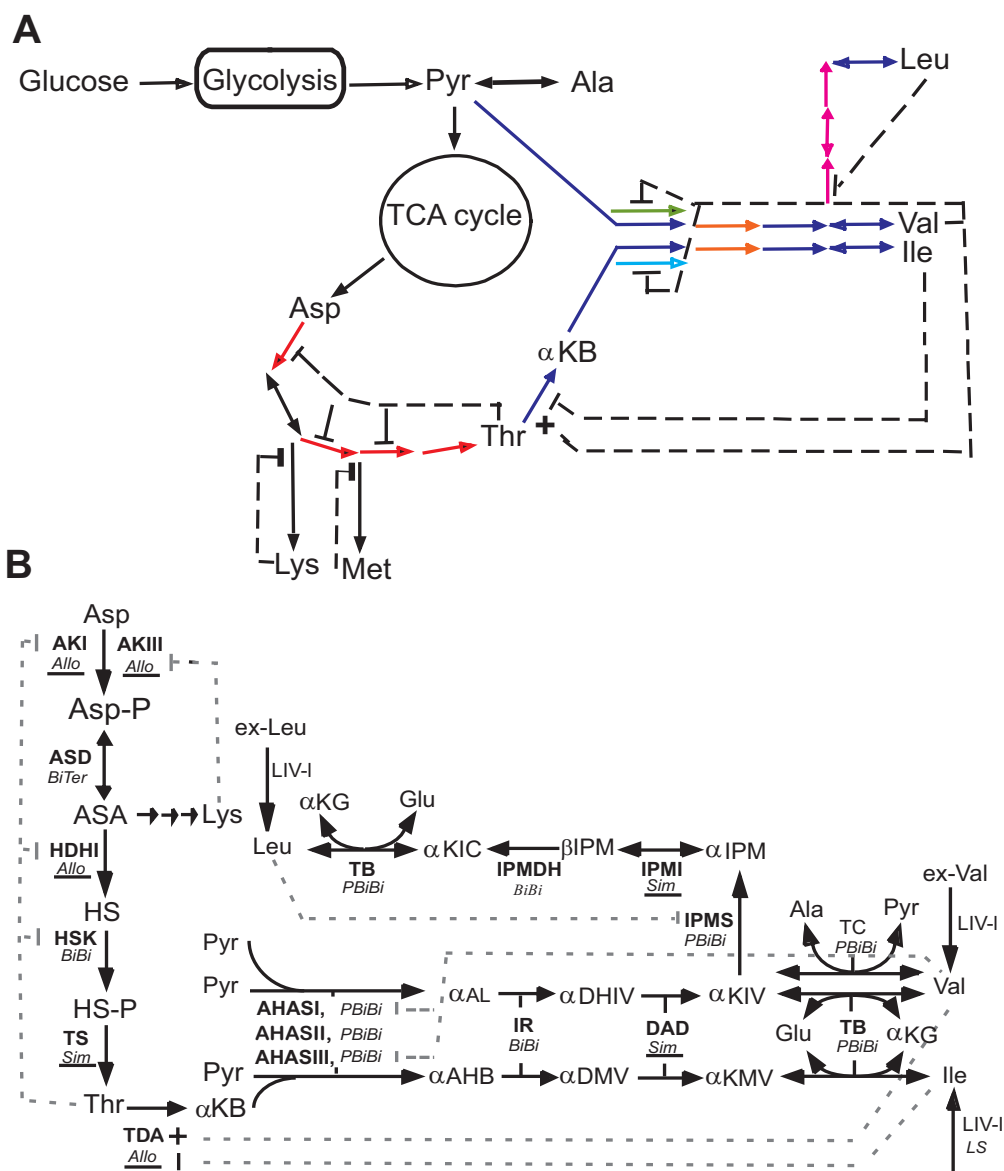 A
Glucose
Glycolysis
Pyr
Ala
Leu
TCA cycle
Val
Ile
Asp
αKB
Thr
+
Lys
Met
B
Asp
AKI
AKIII
Allo
Allo
Asp-P
ex-Leu
ASD
LIV-I
BiTer
αKG
Glu
ASA
Lys
Leu
αKIC
βIPM
αIPM
HDHI
TB
IPMDH
IPMI
Allo
PBiBi
BiBi
Sim
ex-Val
HS
Ala
Pyr
HSK
IPMS
TC
LIV-I
BiBi
Pyr
PBiBi
PBiBi
HS-P
Pyr
αAL
αDHIV
αKIV
Val
AHASI, PBiBi
TS
AHASII, PBiBi
IR
DAD
Glu
TB
αKG
Sim
AHASIII, PBiBi
BiBi
Sim
PBiBi
Pyr
αAHB
αDMV
αKMV
Ile
Thr
αKB
TDA +
LIV-I
Allo
LS